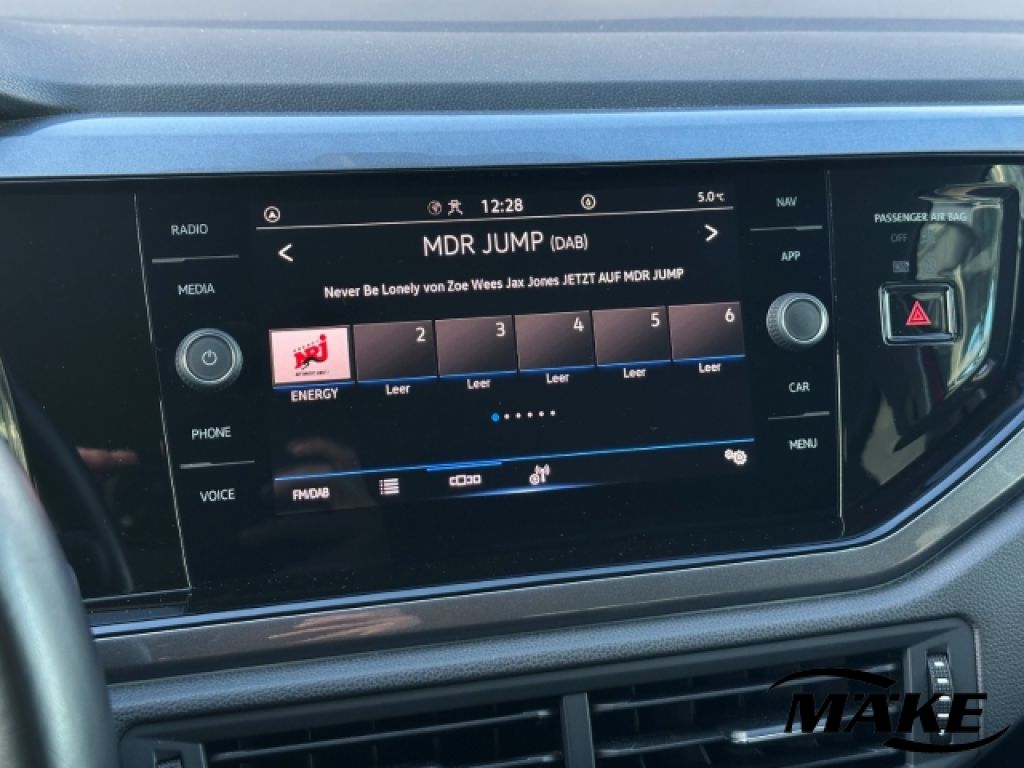 12:28
5.0°C
MDR JUMP (DAB)
Never Be Lonely von Zoe Wees Jax Jones JETZT AUF MDR JUMP
NRJ
2
3
4
5
6
ENERGY
Leer
Leer
Leer
Leer
Leer
FM/DAB
RADIO
MEDIA
PHONE
VOICE
NAV
APP
CAR
MENU
PASSENGER AIR BAG
OFF
MÄKE